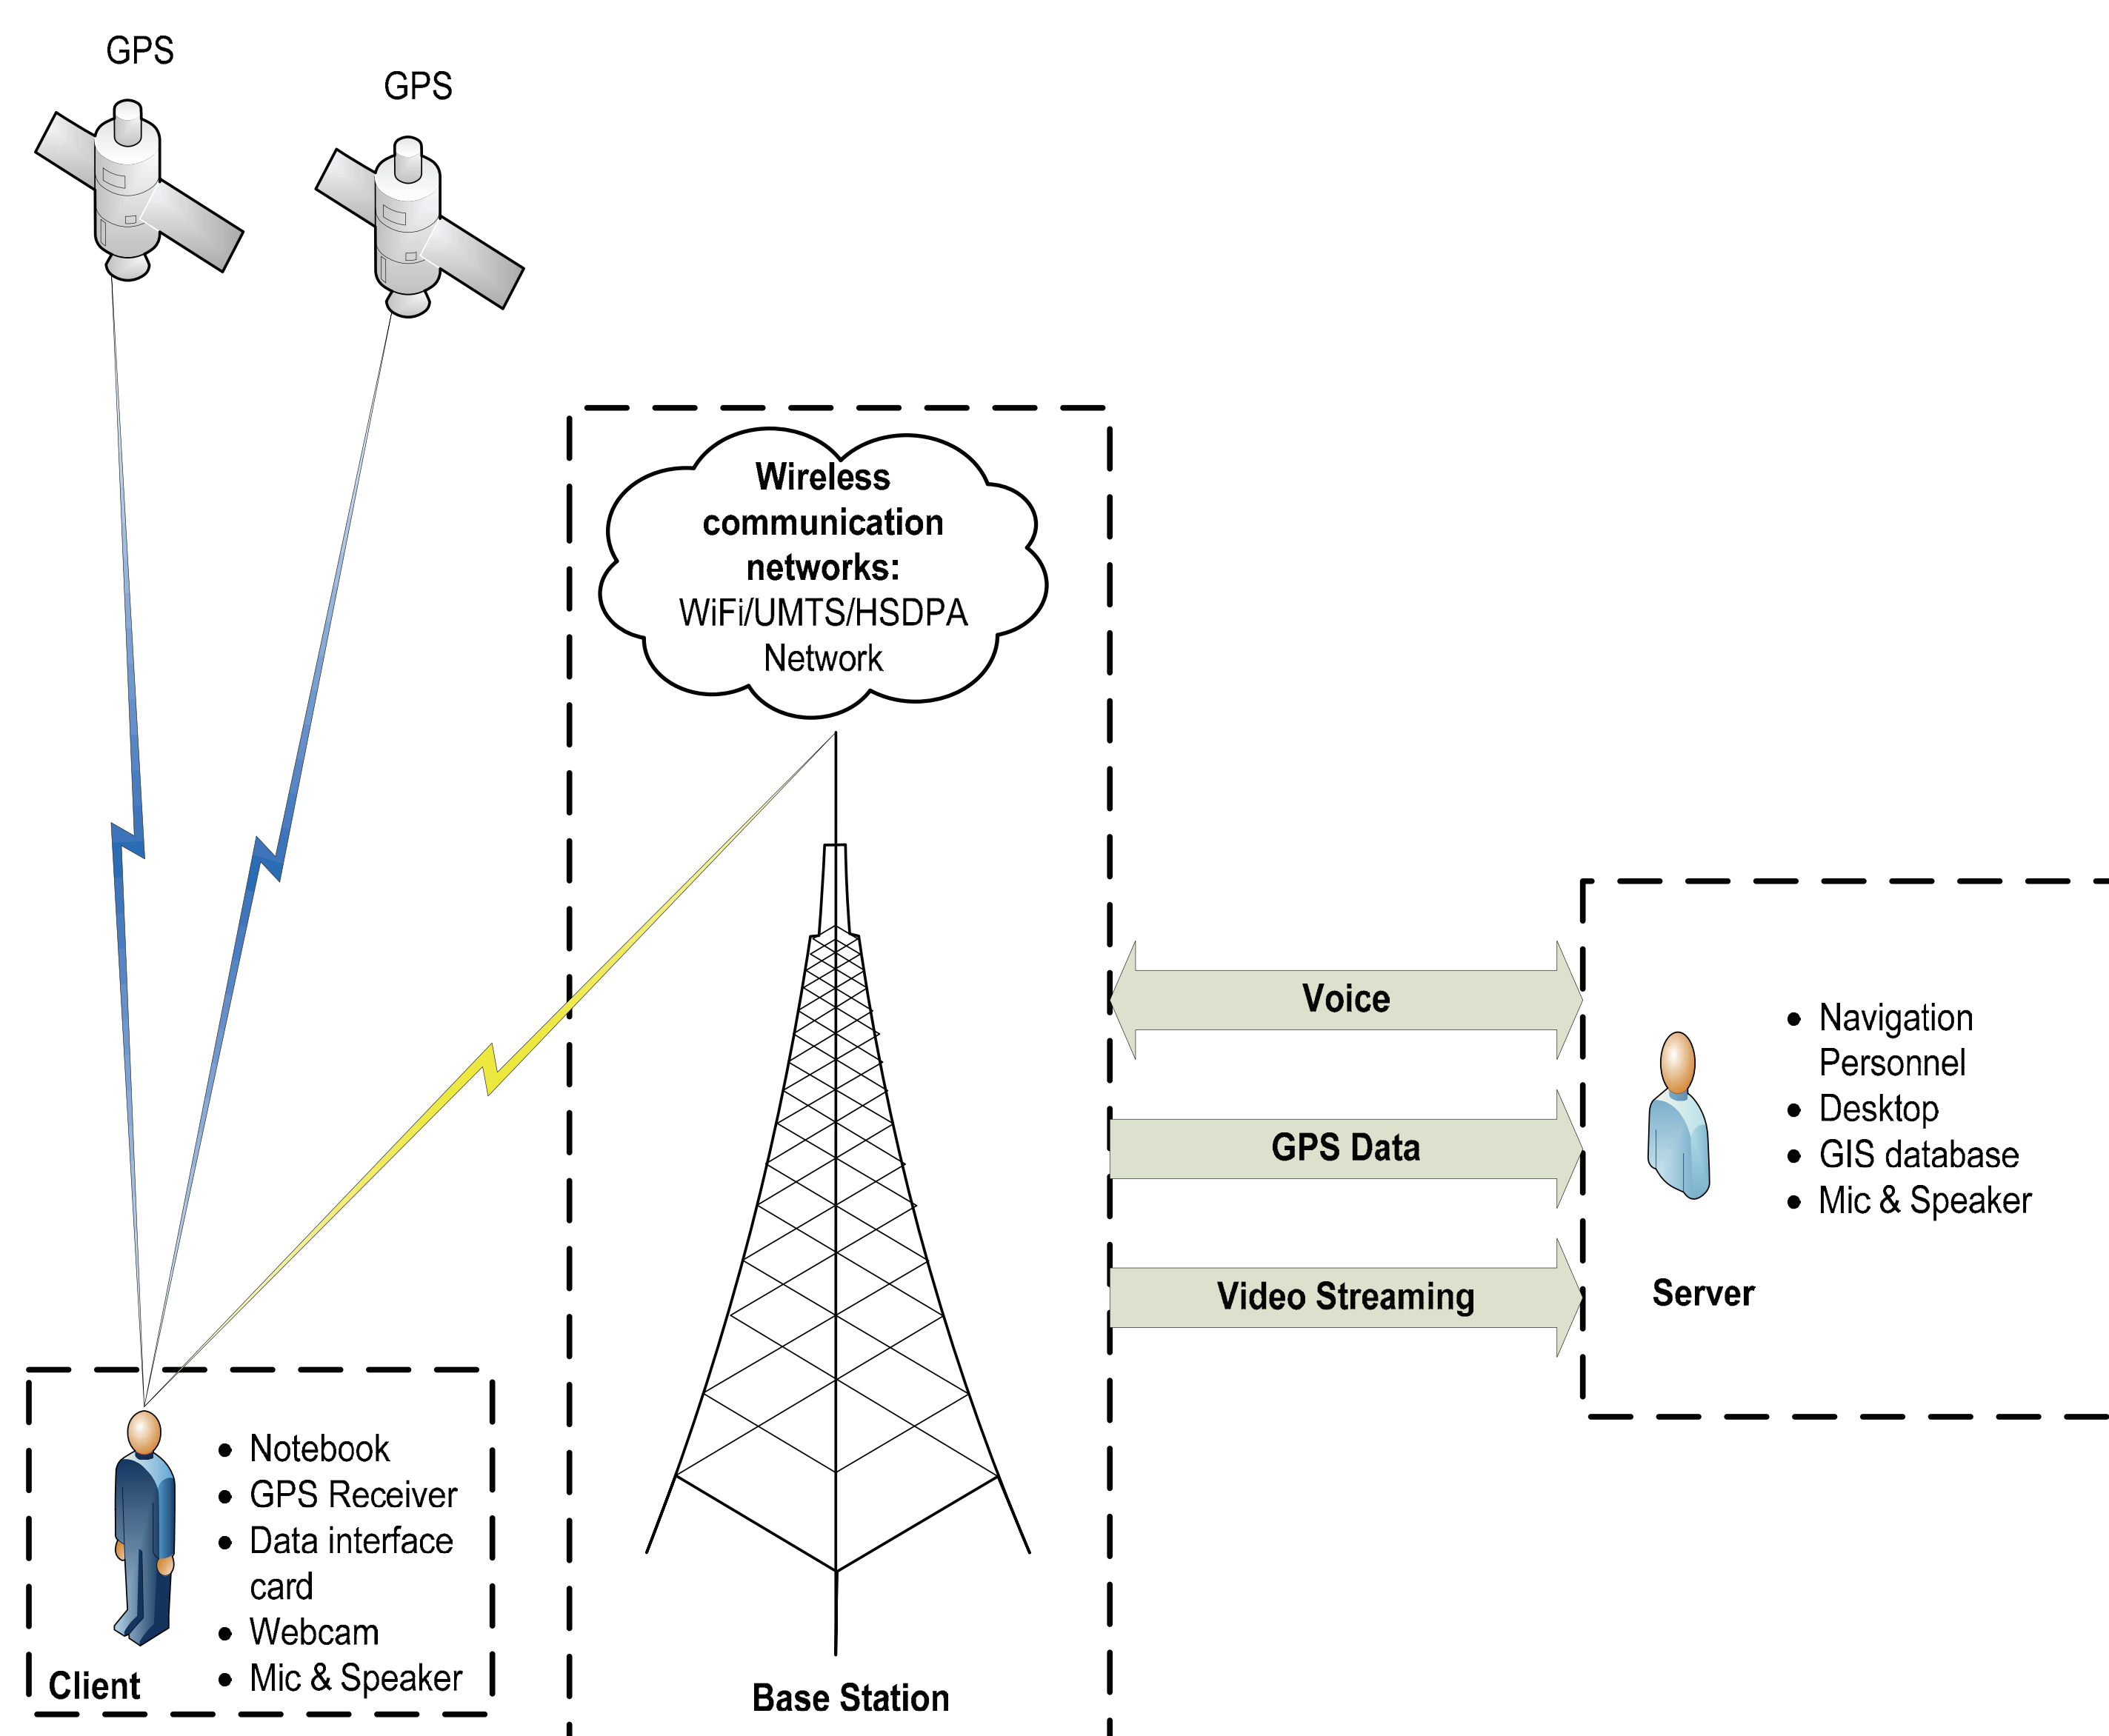 GPS
GPS
Wireless
communication
networks:
WiFi/UMTS/HSDPA
Network
Voice
GPS Data
Video Streaming
• Navigation
Personnel
• Desktop
• GIS database
• Mic & Speaker
Server
• Notebook
• GPS Receiver
• Data interface
card
• Webcam
• Mic & Speaker
Client
Base Station